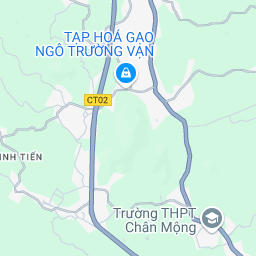 TẠP HOÁ GẠO
NGÔ TRƯỜNG VẠN
CT02
INH TIẾN
Trường THPT
Chân Mộng